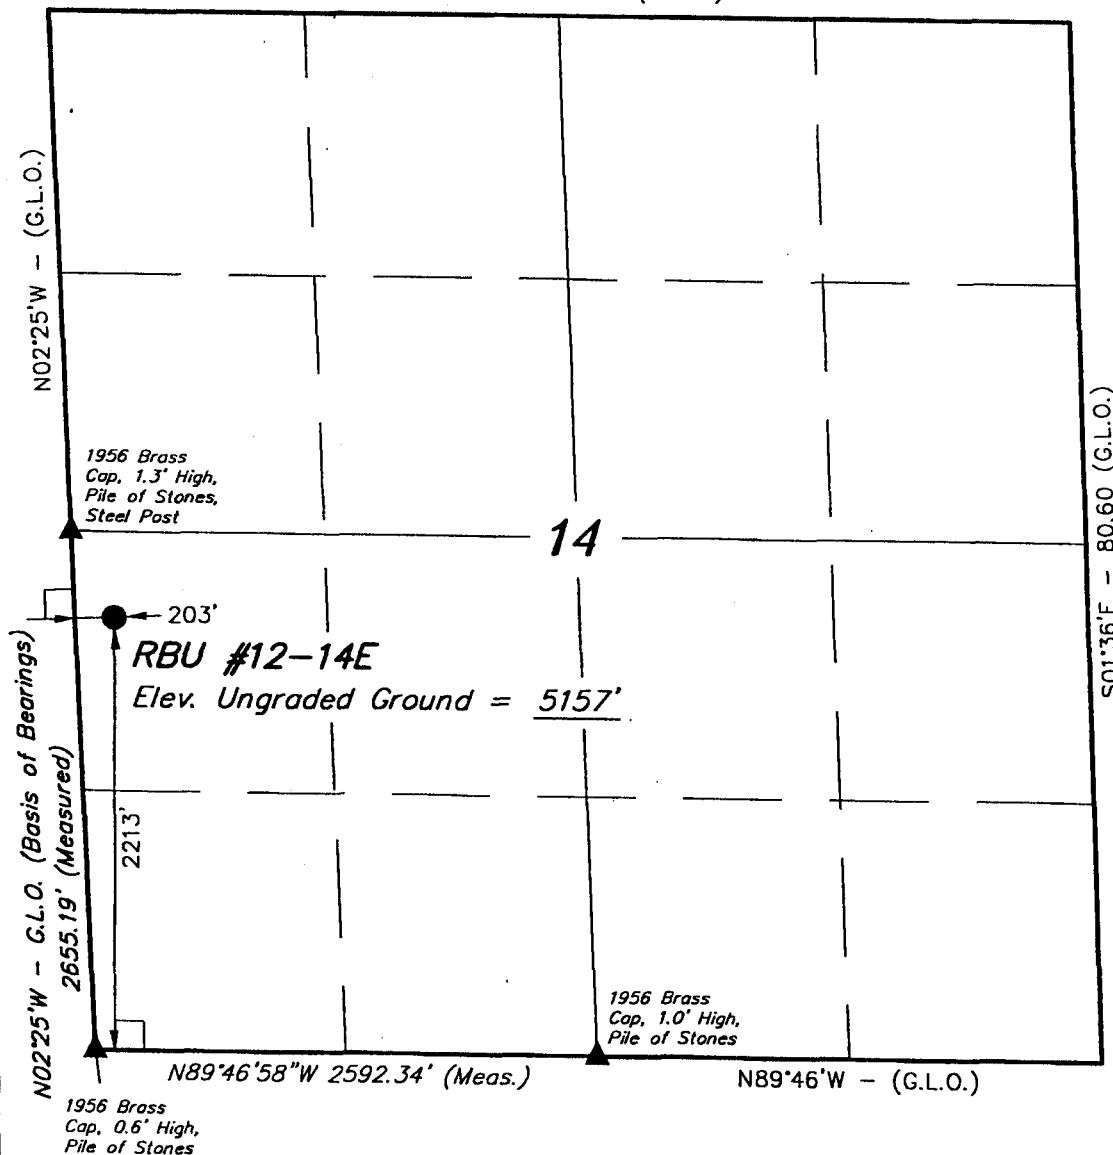 N02°25'W - (G.L.O.)
1956 Brass
Cap, 1.3' High,
Pile of Stones,
Steel Post
14
S01°36'E - 80.60 (G.L.O.)
203'
RBU #12-14E
Elev. Ungraded Ground = 5157'
2213'
N02°25'W - G.L.O. (Basis of Bearings)
2655.19' (Measured)
1956 Brass
Cap, 1.0' High,
Pile of Stones
N89°46'58"W 2592.34' (Meas.)
N89°46'W - (G.L.O.)
1956 Brass
Cap, 0.6' High,
Pile of Stones